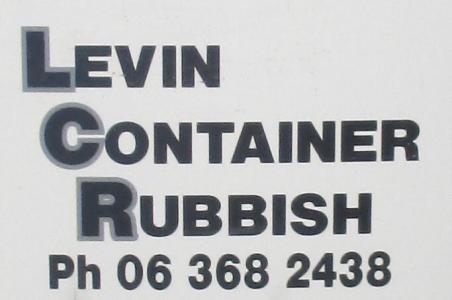 LEVIN
CONTAINER
RUBBISH
Ph 06 368 2438